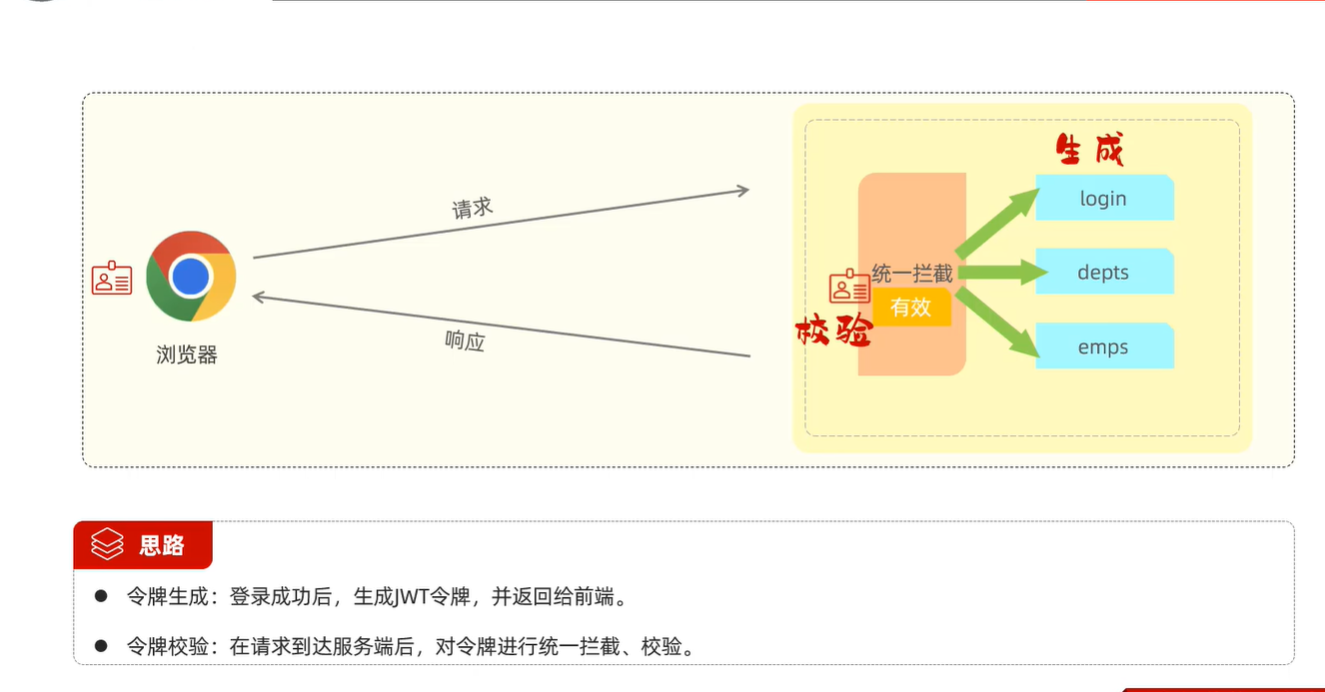 生成
login
请求
统一拦截
depts
有效
校验
响应
浏览器
emps
思路
令牌生成：登录成功后，生成JWT令牌，并返回给前端。
令牌校验：在请求到达服务端后，对令牌进行统一拦截、校验。